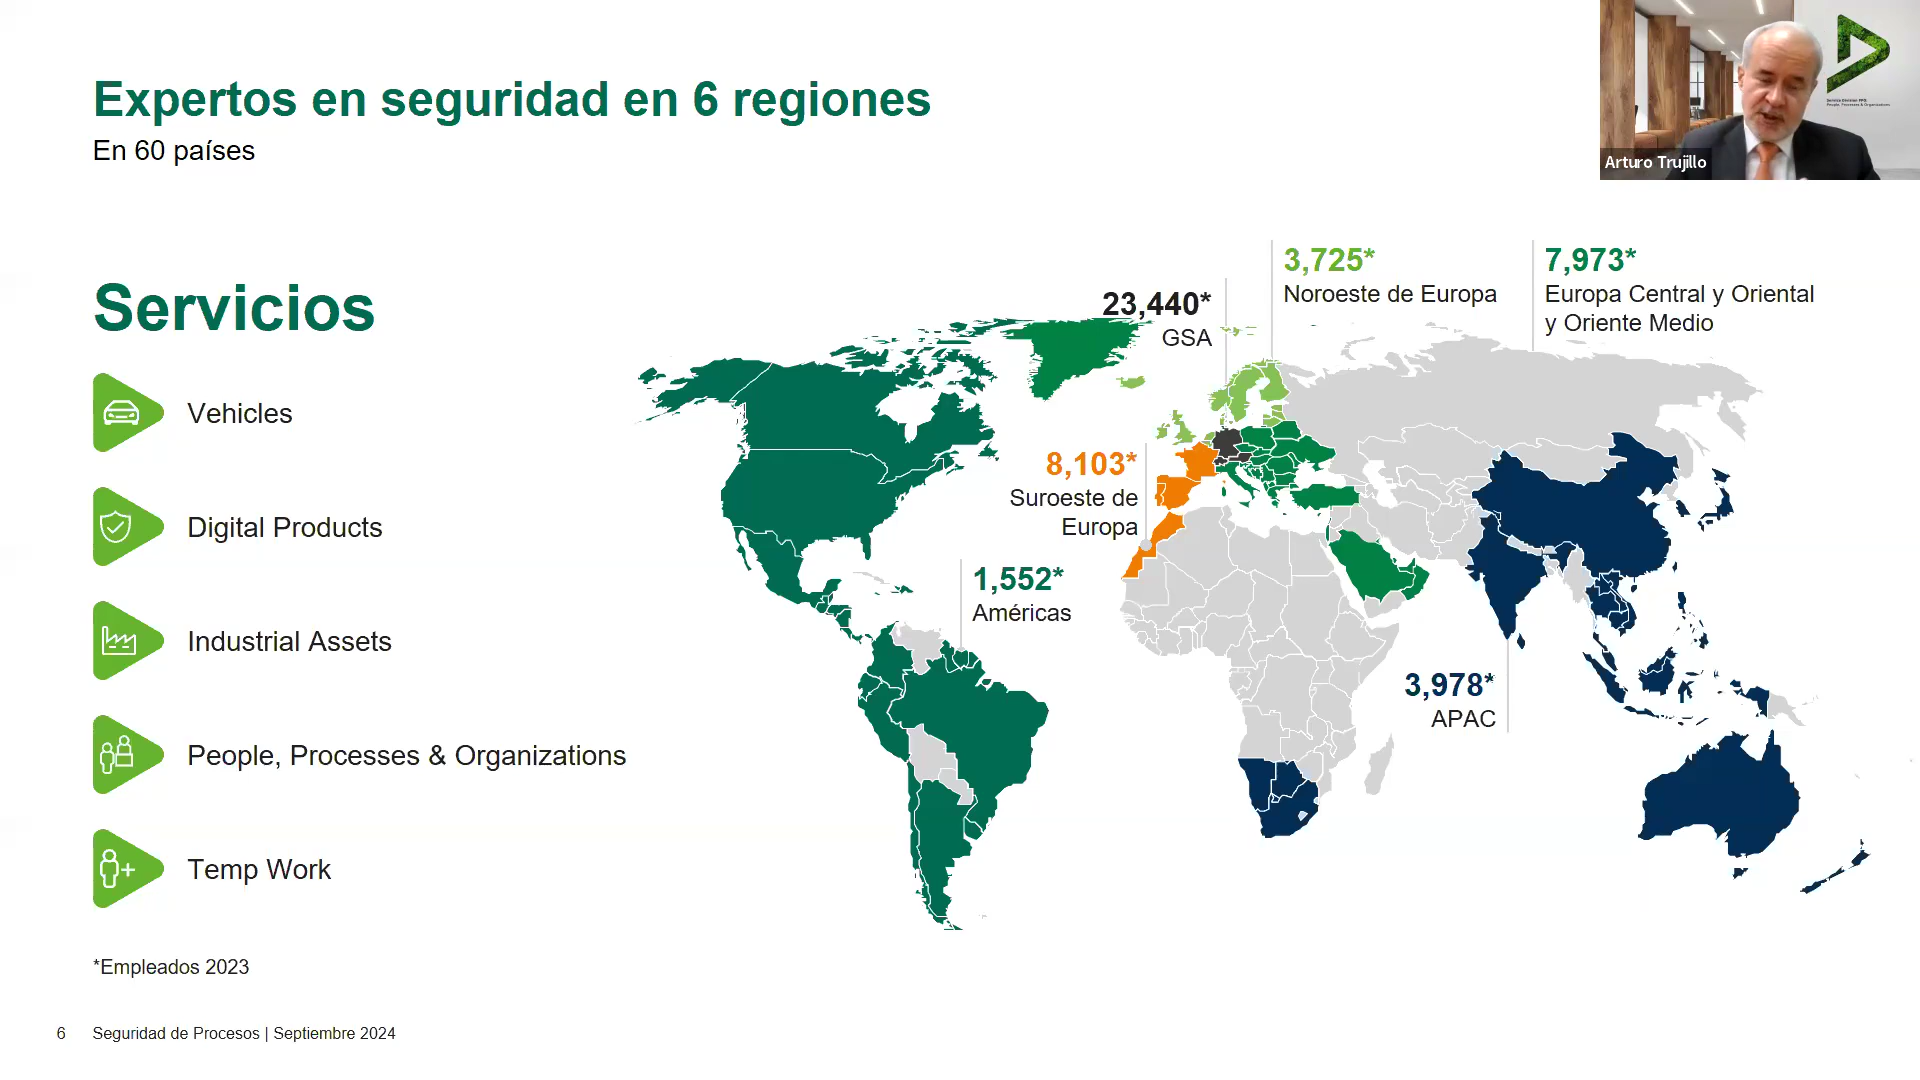 Expertos en seguridad en 6 regiones
En 60 países
Arturo Trujillo
Servicios
Vehicles
Digital Products
Industrial Assets
People, Processes & Organizations
Temp Work
*Empleados 2023
23,440*
GSA
3,725*
Noroeste de Europa
7,973*
Europa Central y Oriental
y Oriente Medio
8,103*
Suroeste de
Europa
1,552*
Américas
3,978*
APAC
6 Seguridad de Procesos | Septiembre 2024